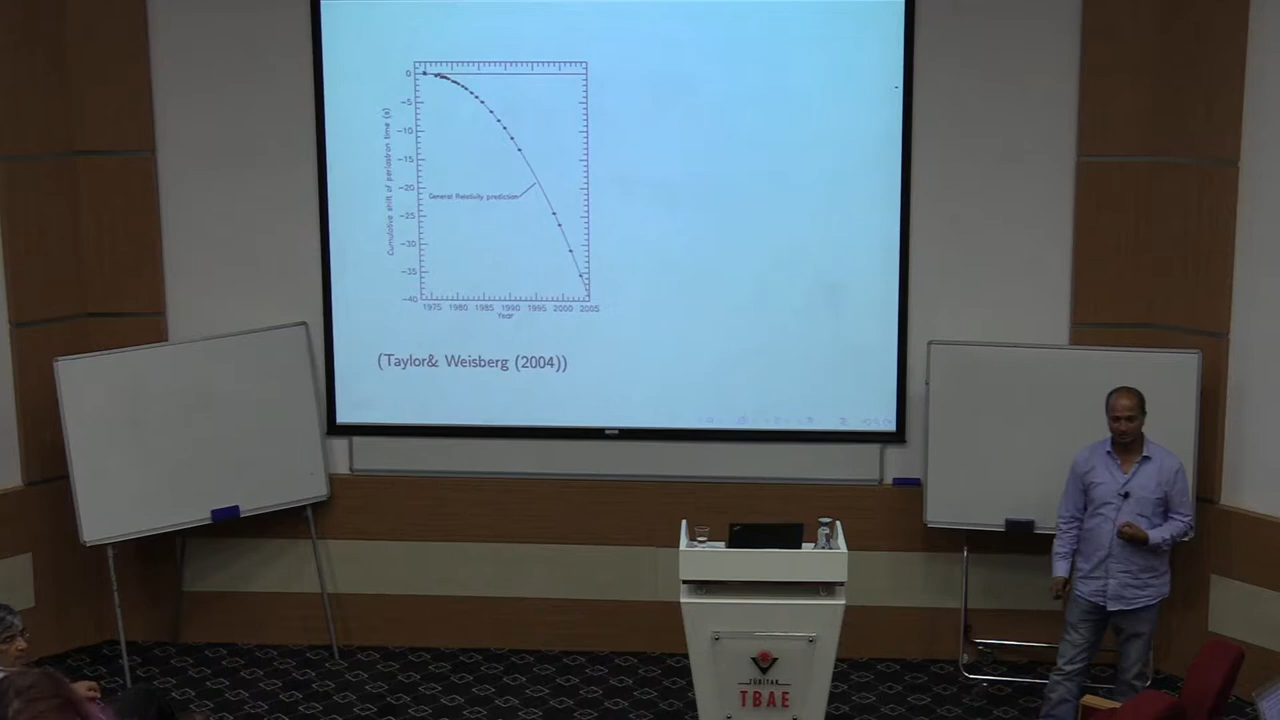 0
−5
−10
−15
−20
−25
−30
−35
−40
Cumulative shift of periastron time (s)
General Relativity prediction
1975 1980 1985 1990 1995 2000 2005
Year
(Taylor& Weisberg (2004))
TÜBİTAK
TBAE